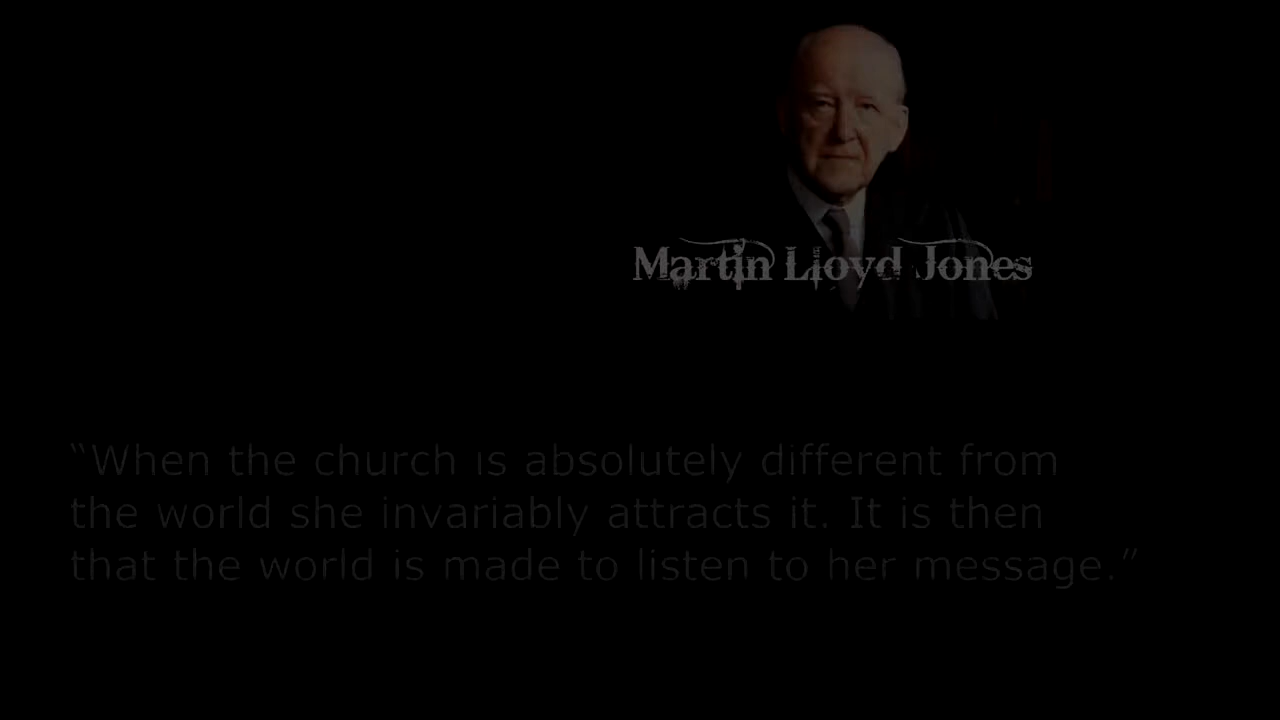 Martin Lloyd Jones
“When the church is absolutely different from
the world she invariably attracts it. It is then
that the world is made to listen to her message.”